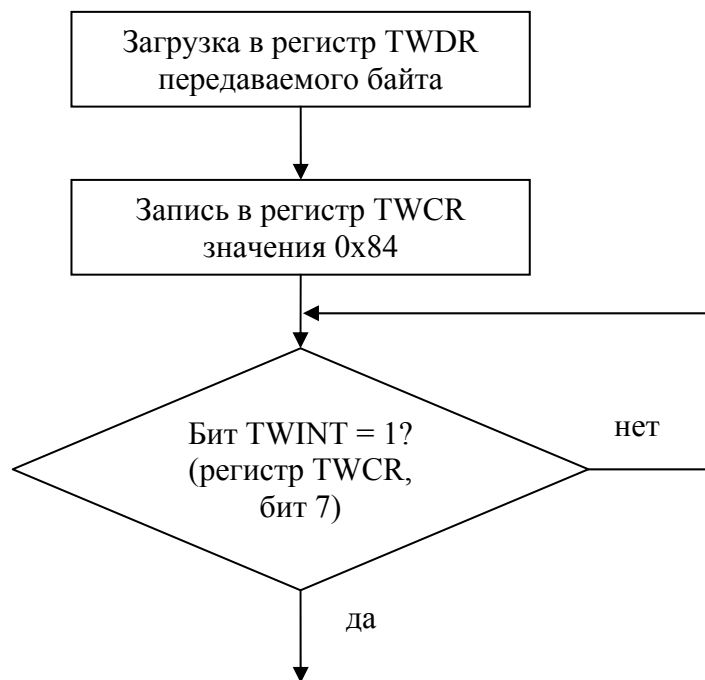 Загрузка в регистр TWDR
передаваемого байта
Запись в регистр TWCR
значения 0x84
Бит TWINT = 1?
(регистр TWCR,
бит 7)
нет
да